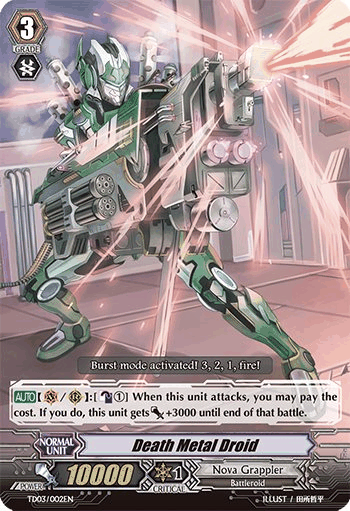 3
GRADE
Burst mode activated! 3, 2, 1, fire!
AUTO [ / ]:[ 1] When this unit attacks, you may pay the
cost. If you do, this unit gets +3000 until end of that battle.
NORMAL
UNIT
Death Metal Droid
POWER
10000
1
CRITICAL
Nova Grappler
Battleroid
TD03/002EN
ILLUST / 田所哲平